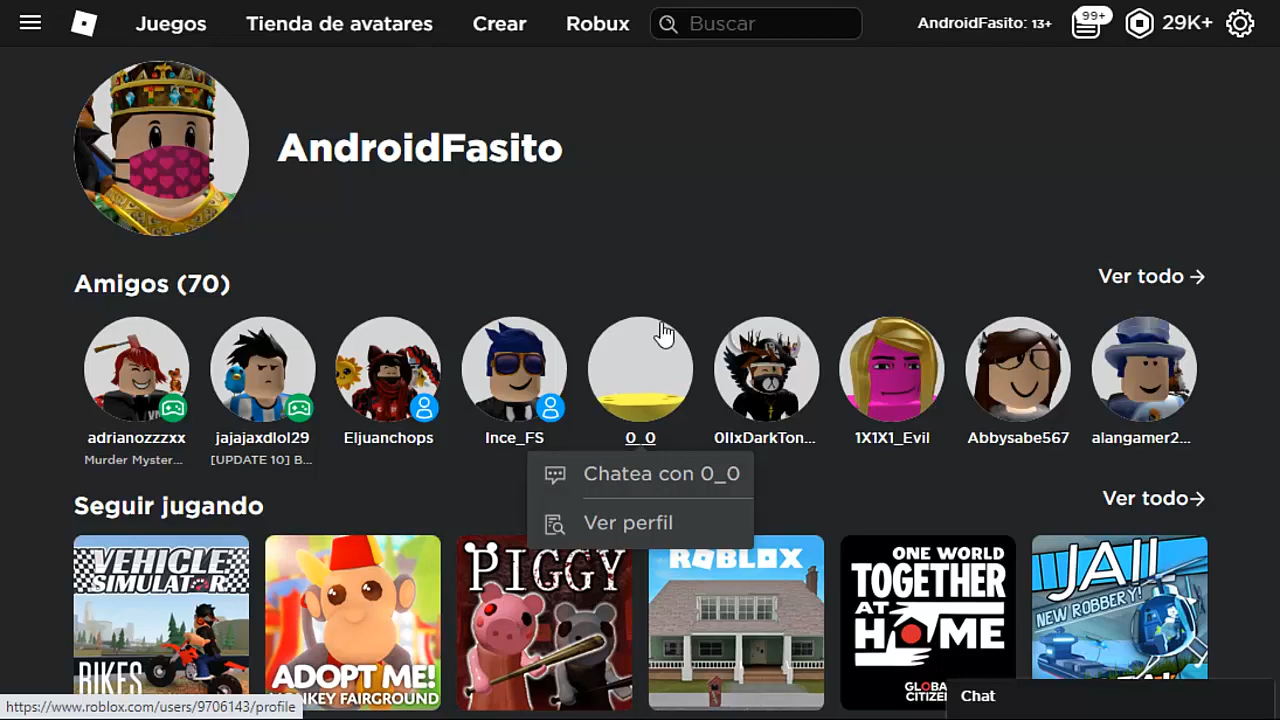 Juegos Tienda de avatares Crear Robux Buscar AndroidFasito: 13+ 99+ 29K+
AndroidFasito
Amigos (70) Ver todo →
adrianozzzxx jajajaxdlol29 Eljuanchops Ince_FS 0_0 0IIxDarkTon... 1X1X1_Evil Abbysabe567 alangamer2...
Murder Myster... [UPDATE 10] B...
Chatea con 0_0
Ver perfil
Seguir jugando Ver todo→
VEHICLE SIMULATOR
BIKES
ADOPT ME!
PIGGY
ROBLOX
ONE WORLD
TOGETHER
AT
HOME
JAIL
NEW ROBBERY!
Chat
https://www.roblox.com/users/9706143/profile